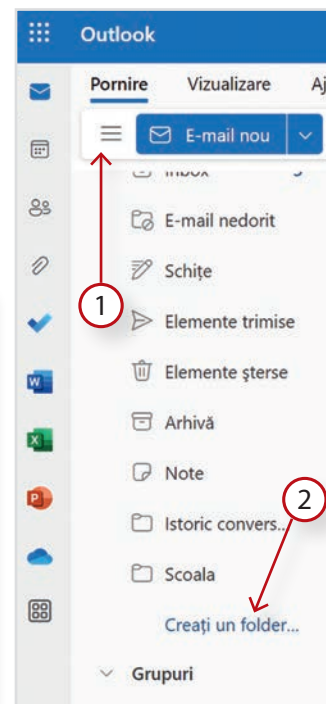 Outlook
Pornire Vizualizare Aj
E-mail nou
1
E-mail nedorit
Schițe
Elemente trimise
Elemente șterse
Arhivă
Note
2
Istoric convers...
Scoala
Creați un folder...
Grupuri